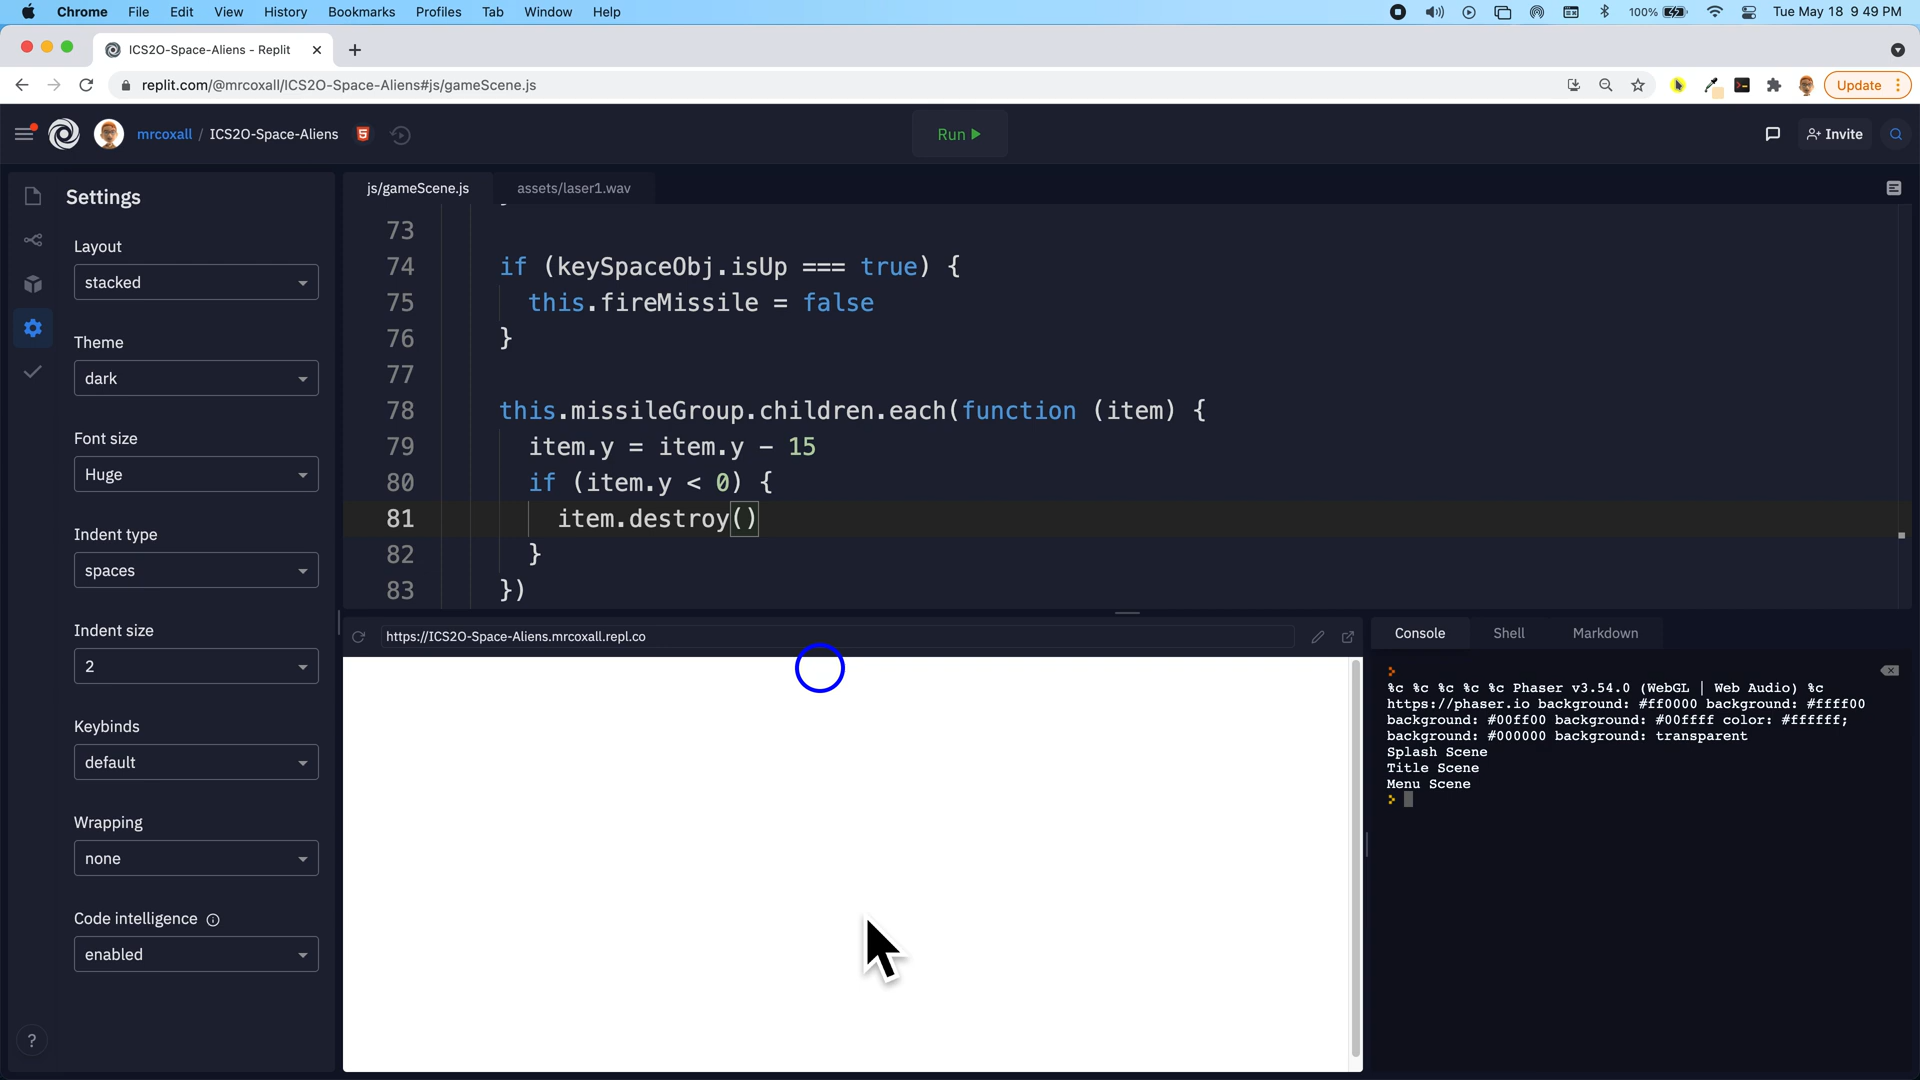 Chrome File Edit View History Bookmarks Profiles Tab Window Help 100% Tue May 18 9 49 PM
ICS2O-Space-Aliens - Replit
replit.com/@mrcoxall/ICS2O-Space-Aliens#js/gameScene.js Update
mrcoxall / ICS2O-Space-Aliens Run Invite
Settings
Layout
stacked
Theme
dark
Font size
Huge
Indent type
spaces
Indent size
2
Keybinds
default
Wrapping
none
Code intelligence
enabled
?
js/gameScene.js assets/laser1.wav
73
74 if (keySpaceObj.isUp === true) {
75 this.fireMissile = false
76 }
77
78 this.missileGroup.children.each(function (item) {
79 item.y = item.y - 15
80 if (item.y < 0) {
81 item.destroy()
82 }
83 })
https://ICS2O-Space-Aliens.mrcoxall.repl.co
Console Shell Markdown
%c %c %c %c %c Phaser v3.54.0 (WebGL | Web Audio) %c
https://phaser.io background: #ff0000 background: #ffff00
background: #00ff00 background: #00ffff color: #ffffff;
background: #000000 background: transparent
Splash Scene
Title Scene
Menu Scene